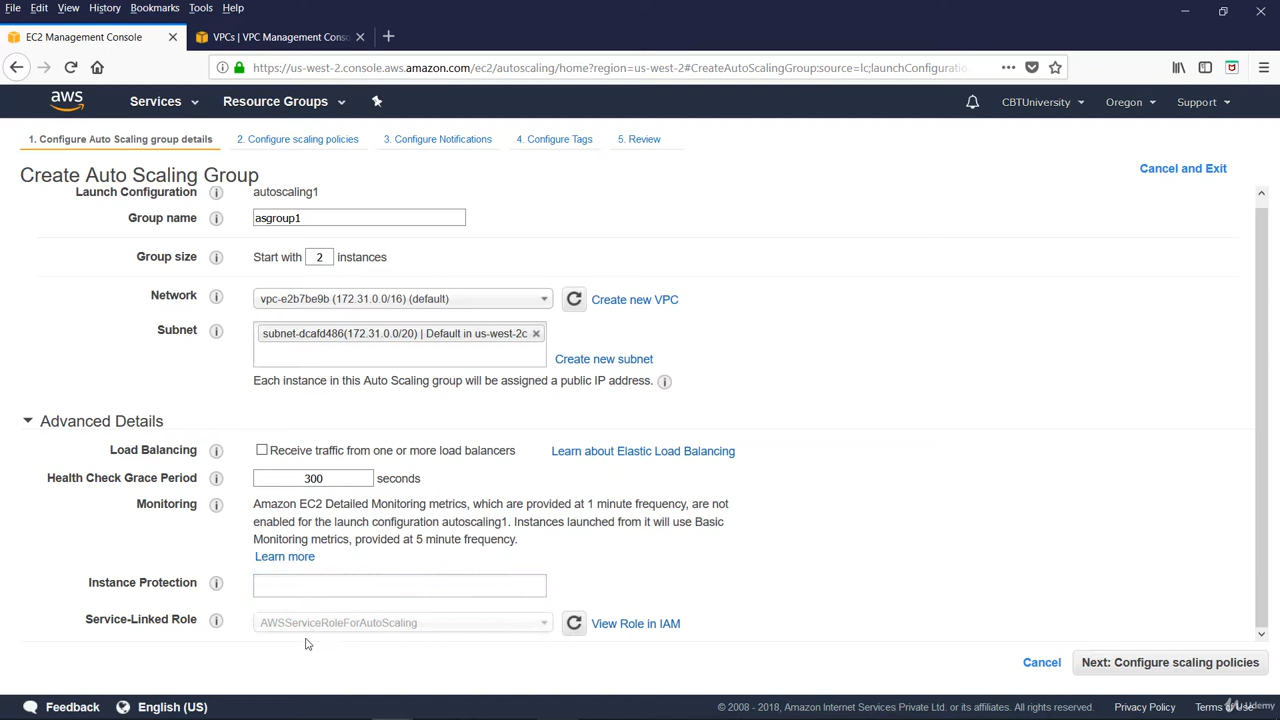 File Edit View History Bookmarks Tools Help
EC2 Management Console
VPCs | VPC Management Conso
https://us-west-2.console.aws.amazon.com/ec2/autoscaling/home?region=us-west-2#CreateAutoScalingGroup:source=lc;launchConfiguratio
aws Services Resource Groups CBTUniversity Oregon Support
1. Configure Auto Scaling group details 2. Configure scaling policies 3. Configure Notifications 4. Configure Tags 5. Review
Create Auto Scaling Group
Cancel and Exit
Launch Configuration i autoscaling1
Group name i asgroup1
Group size i Start with 2 instances
Network i vpc-e2b7be9b (172.31.0.0/16) (default) Create new VPC
Subnet i subnet-dcafd486(172.31.0.0/20) | Default in us-west-2c
Create new subnet
Each instance in this Auto Scaling group will be assigned a public IP address. i
Advanced Details
Load Balancing i Receive traffic from one or more load balancers Learn about Elastic Load Balancing
Health Check Grace Period i 300 seconds
Monitoring i Amazon EC2 Detailed Monitoring metrics, which are provided at 1 minute frequency, are not
enabled for the launch configuration autoscaling1. Instances launched from it will use Basic
Monitoring metrics, provided at 5 minute frequency.
Learn more
Instance Protection i
Service-Linked Role i AWSServiceRoleForAutoScaling View Role in IAM
Cancel Next: Configure scaling policies
Feedback English (US) © 2008 - 2018, Amazon Internet Services Private Ltd. or its affiliates. All rights reserved. Privacy Policy Terms of Use
Udemy